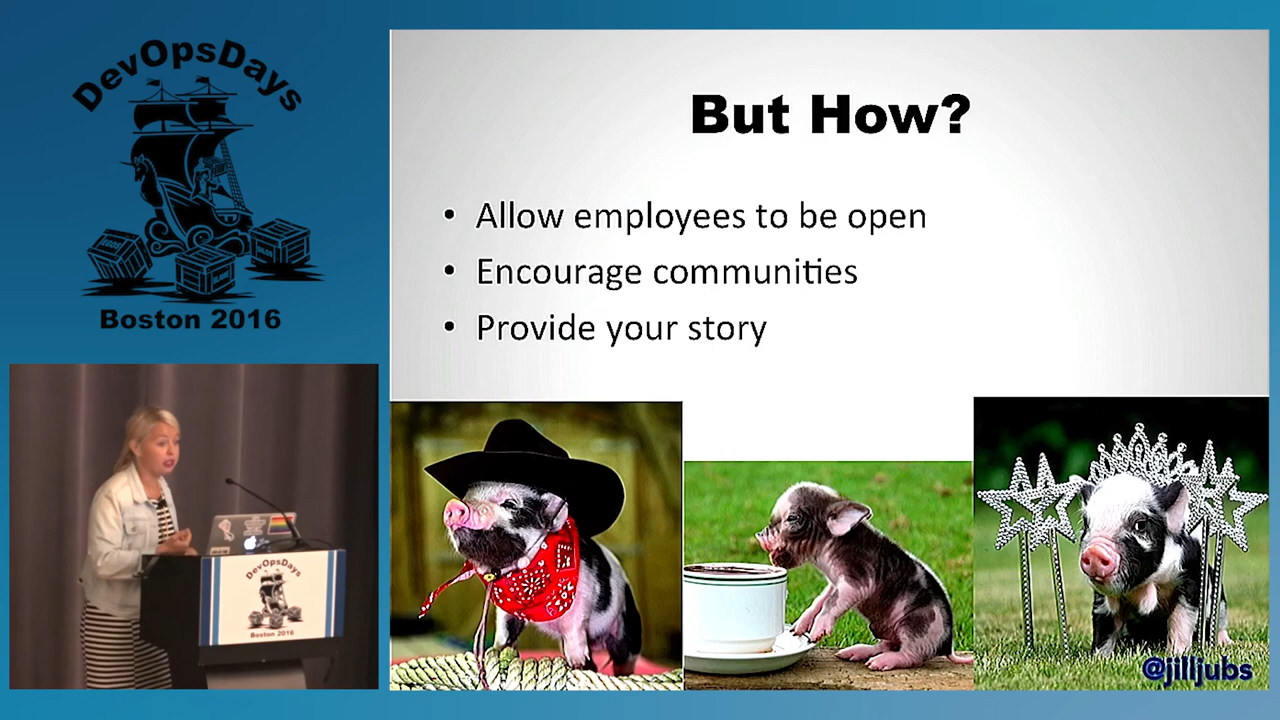 DevOpsDays
Boston 2016
But How?
• Allow employees to be open
• Encourage communities
• Provide your story
@jilljubs
DevOpsDays
Boston 2016